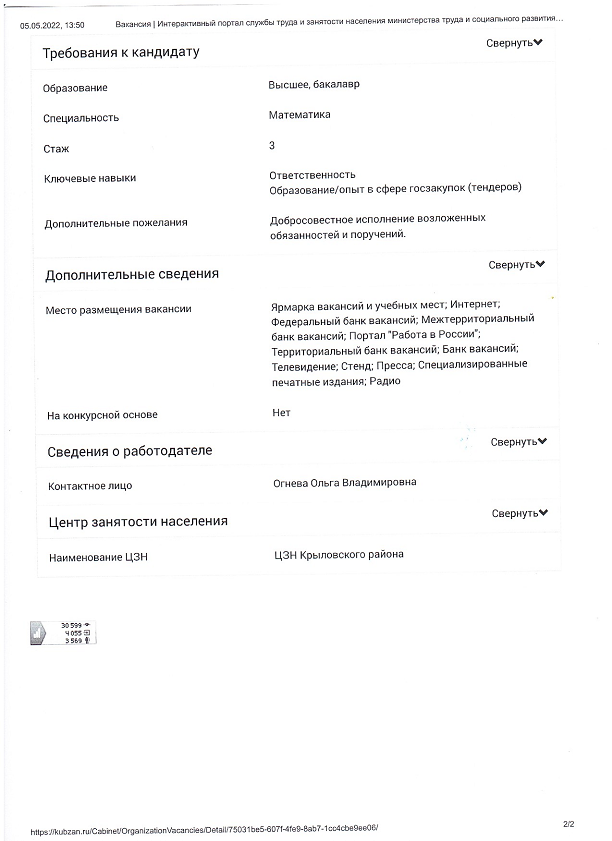 05.05.2022, 13:50 Вакансия | Интерактивный портал службы труда и занятости населения министерства труда и социального развития...
Требования к кандидату Свернуть
Образование Высшее, бакалавр
Специальность Математика
Стаж 3
Ключевые навыки Ответственность
Образование/опыт в сфере госзакупок (тендеров)
Дополнительные пожелания Добросовестное исполнение возложенных
обязанностей и поручений.
Дополнительные сведения Свернуть
Место размещения вакансии Ярмарка вакансий и учебных мест; Интернет;
Федеральный банк вакансий; Межтерриториальный
банк вакансий; Портал "Работа в России";
Территориальный банк вакансий; Банк вакансий;
Телевидение; Стенд; Пресса; Специализированные
печатные издания; Радио
На конкурсной основе Нет
Сведения о работодателе Свернуть
Контактное лицо Огнева Ольга Владимировна
Центр занятости населения Свернуть
Наименование ЦЗН ЦЗН Крыловского района
30 599
4 055
3 569
https://kubzan.ru/Cabinet/OrganizationVacancies/Detail/75031be5-607f-4fe9-8ab7-1cc4cbe9ee06/ 2/2